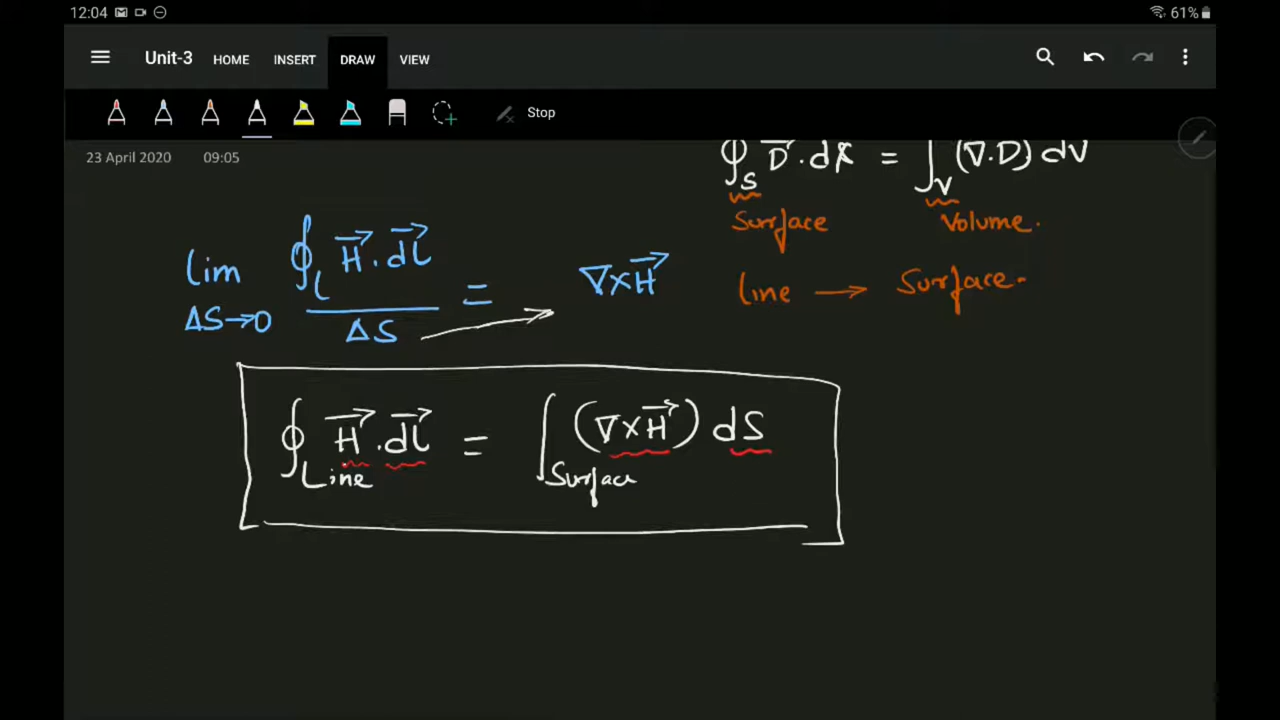 12:04 61%
Unit-3 HOME INSERT DRAW VIEW
Stop
23 April 2020 09:05
∮S D⃗ . ds = ∫V (∇.D) dV
Surface Volume.
Line → Surface.
lim ΔS→0 ∮L H⃗ . dl⃗ / ΔS = ∇×H⃗
∮Line H⃗ . dl⃗ = ∫Surface (∇×H⃗) dS